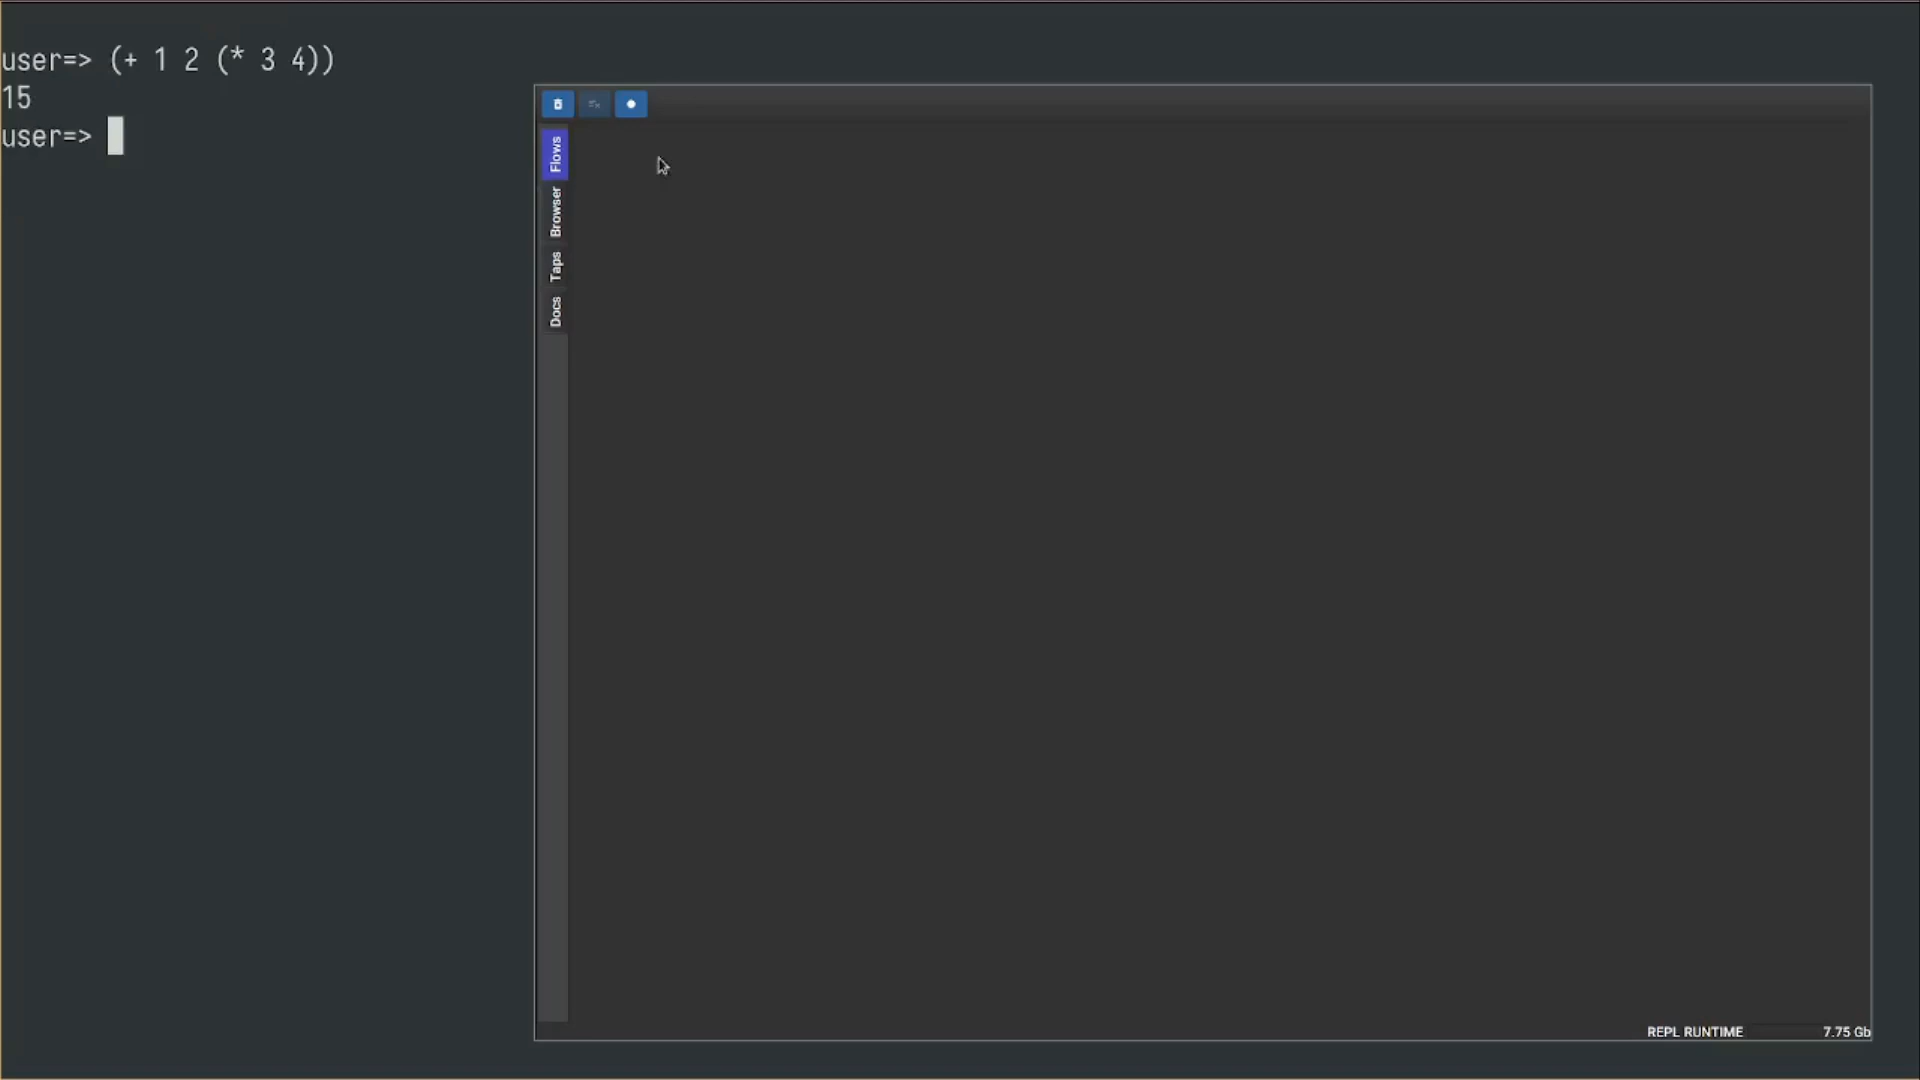 user=> (+ 1 2 (* 3 4))
15
user=>
Flows
Browser
Taps
Docs
REPL RUNTIME
7.75 Gb